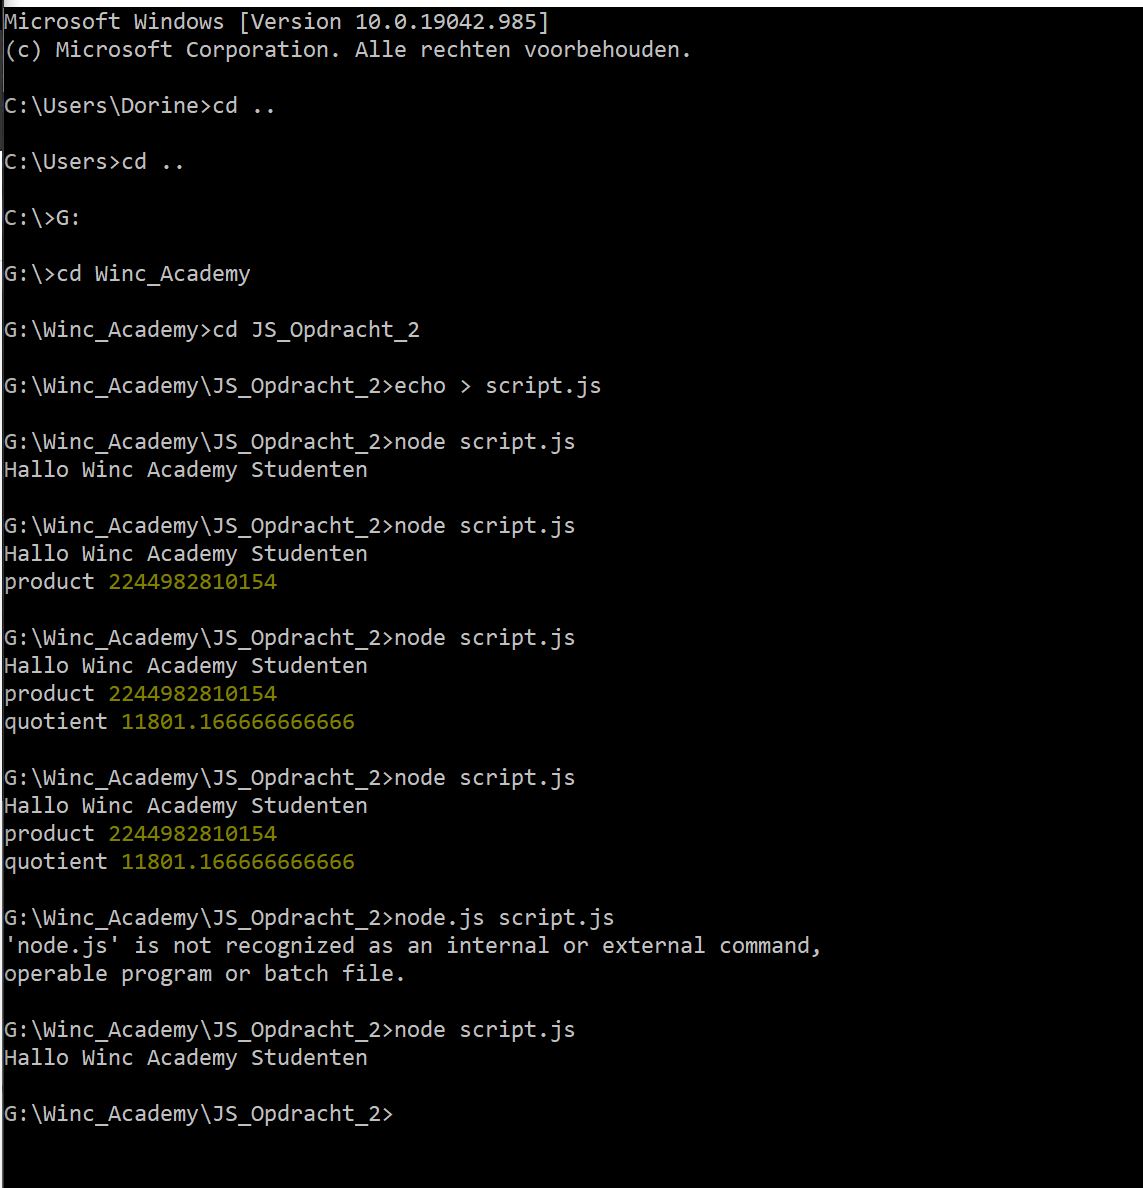 Microsoft Windows [Version 10.0.19042.985]
(c) Microsoft Corporation. Alle rechten voorbehouden.
C:\Users\Dorine>cd ..
C:\Users>cd ..
C:\>G:
G:\>cd Winc_Academy
G:\Winc_Academy>cd JS_Opdracht_2
G:\Winc_Academy\JS_Opdracht_2>echo > script.js
G:\Winc_Academy\JS_Opdracht_2>node script.js
Hallo Winc Academy Studenten
G:\Winc_Academy\JS_Opdracht_2>node script.js
Hallo Winc Academy Studenten
product 2244982810154
G:\Winc_Academy\JS_Opdracht_2>node script.js
Hallo Winc Academy Studenten
product 2244982810154
quotient 11801.166666666666
G:\Winc_Academy\JS_Opdracht_2>node script.js
Hallo Winc Academy Studenten
product 2244982810154
quotient 11801.166666666666
G:\Winc_Academy\JS_Opdracht_2>node.js script.js
'node.js' is not recognized as an internal or external command,
operable program or batch file.
G:\Winc_Academy\JS_Opdracht_2>node script.js
Hallo Winc Academy Studenten
G:\Winc_Academy\JS_Opdracht_2>